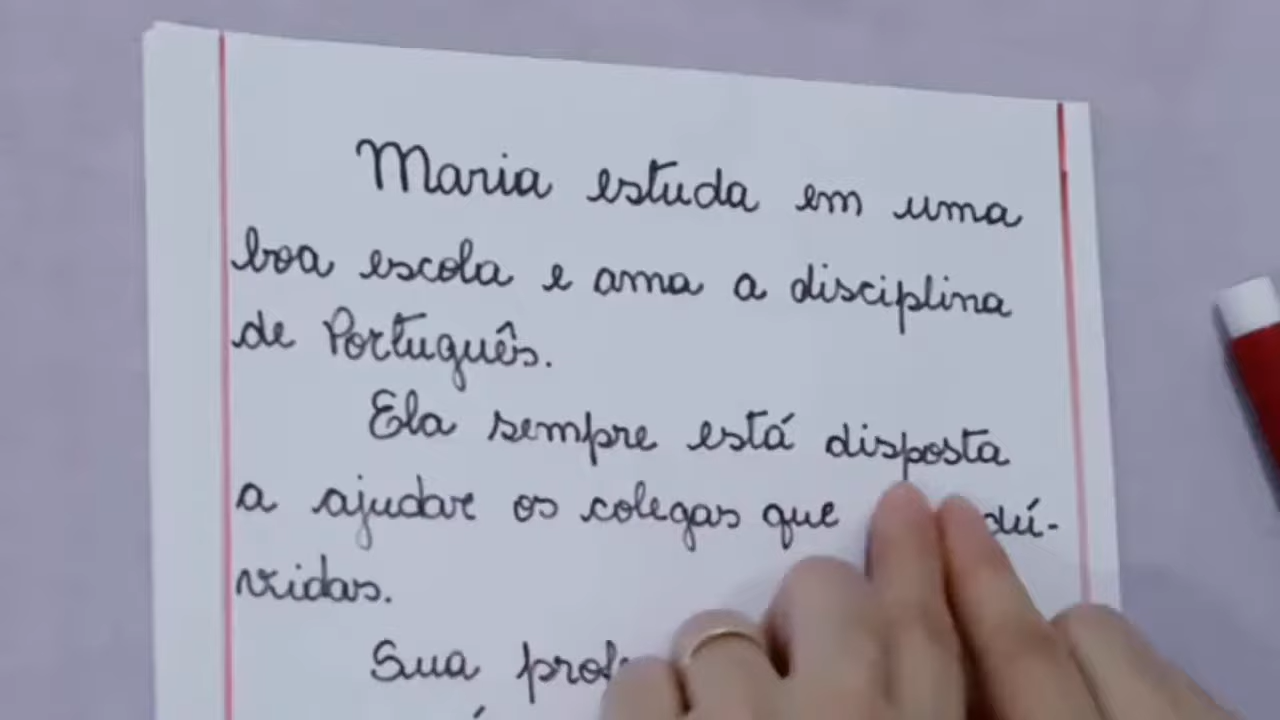 Maria estuda em uma
boa escola e ama a disciplina
de Português.
Ela sempre está disposta
a ajudar os colegas que dú-
vidas.
Sua